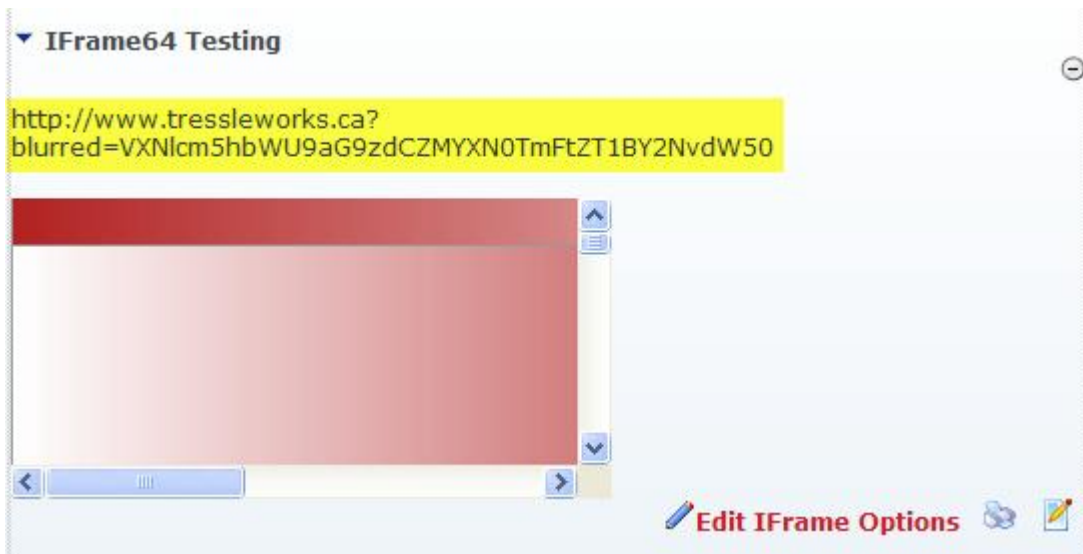 IFrame64 Testing
http://www.tressleworks.ca?
blurred=VXNlcm5hbWU9aG9zdCZMYXN0TmFtZT1BY2NvdW50
Edit IFrame Options